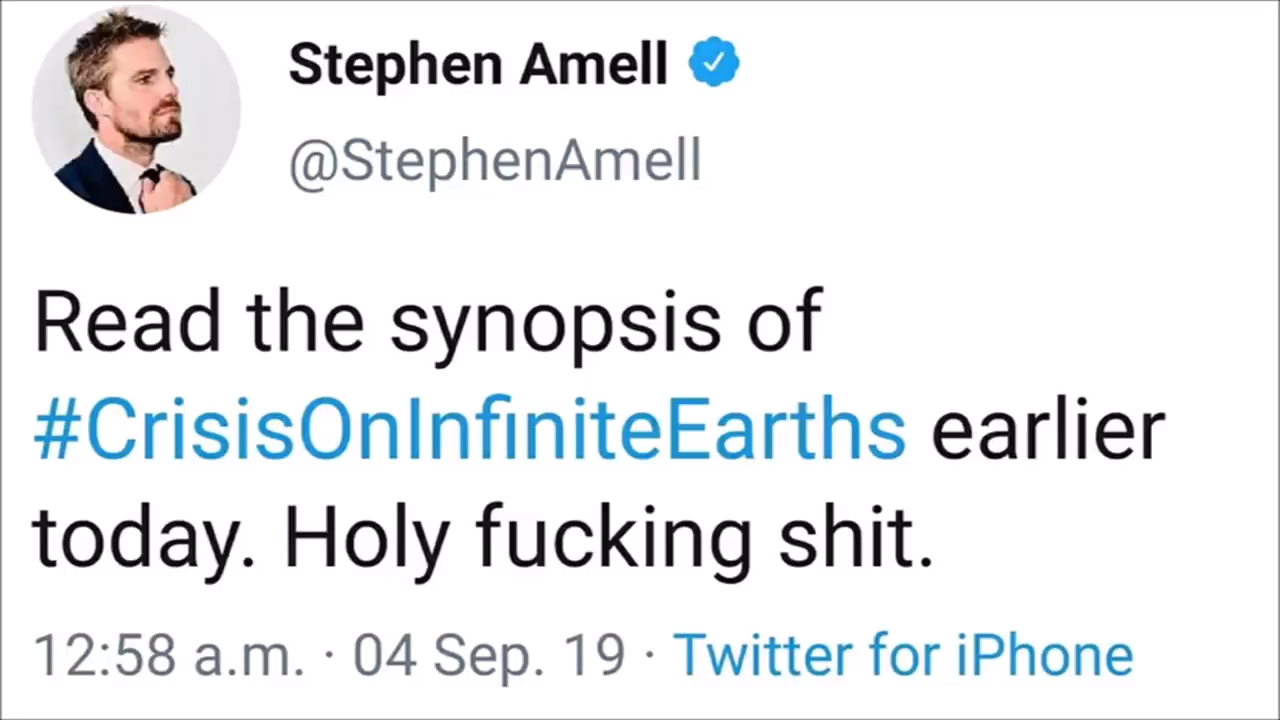 Stephen Amell
@StephenAmell
Read the synopsis of
#CrisisOnInfiniteEarths earlier
today. Holy fucking shit.
12:58 a.m. · 04 Sep. 19 · Twitter for iPhone